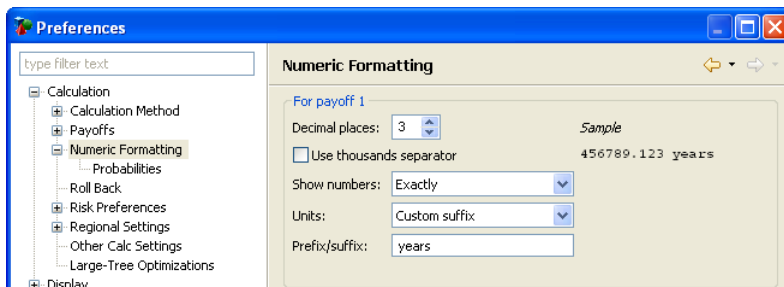 Preferences
type filter text
Numeric Formatting
Calculation
Calculation Method
Payoffs
Numeric Formatting
Probabilities
Roll Back
Risk Preferences
Regional Settings
Other Calc Settings
Large-Tree Optimizations
Display
For payoff 1
Decimal places: 3
Sample
Use thousands separator
456789.123 years
Show numbers: Exactly
Units: Custom suffix
Prefix/suffix: years